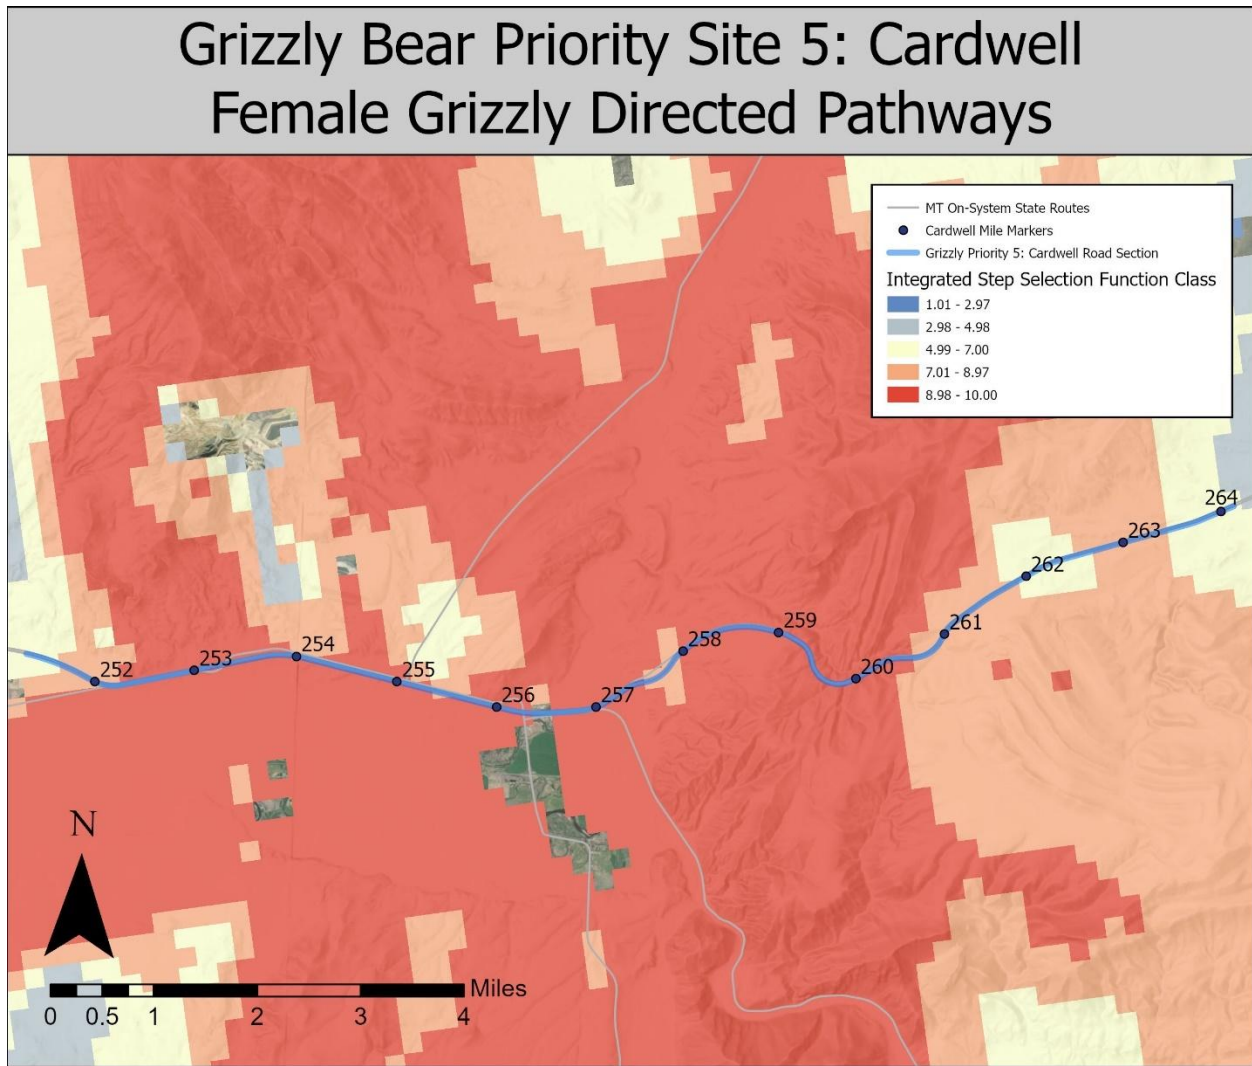 Grizzly Bear Priority Site 5: Cardwell
Female Grizzly Directed Pathways
MT On-System State Routes
Cardwell Mile Markers
Grizzly Priority 5: Cardwell Road Section
Integrated Step Selection Function Class
1.01 - 2.97
2.98 - 4.98
4.99 - 7.00
7.01 - 8.97
8.98 - 10.00
264
263
262
261
259
258
260
254
253
252
255
256
257
N
Miles
0 0.5 1 2 3 4